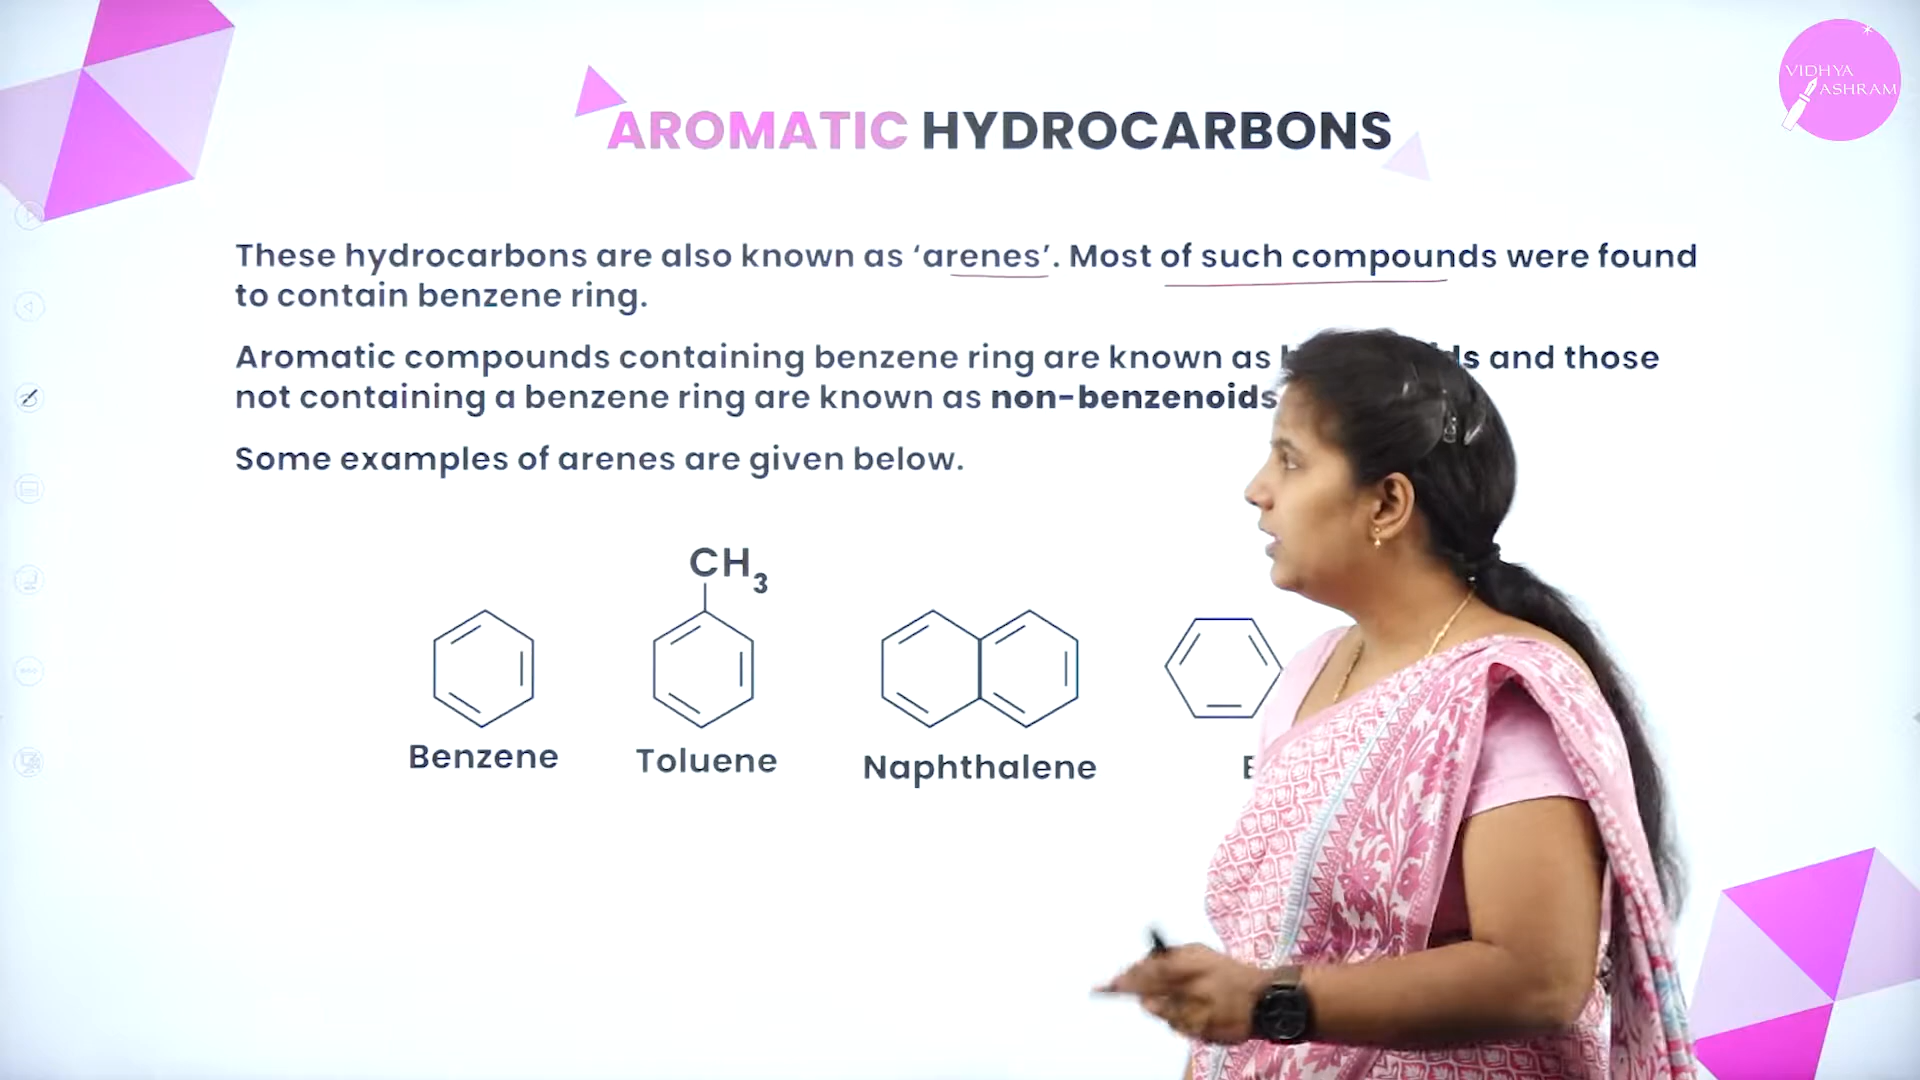 VIDHYA
ASHRAM
AROMATIC HYDROCARBONS
These hydrocarbons are also known as ‘arenes’. Most of such compounds were found
to contain benzene ring.
Aromatic compounds containing benzene ring are known as and those
not containing a benzene ring are known as non-benzenoids
Some examples of arenes are given below.
CH3
Benzene
Toluene
Naphthalene